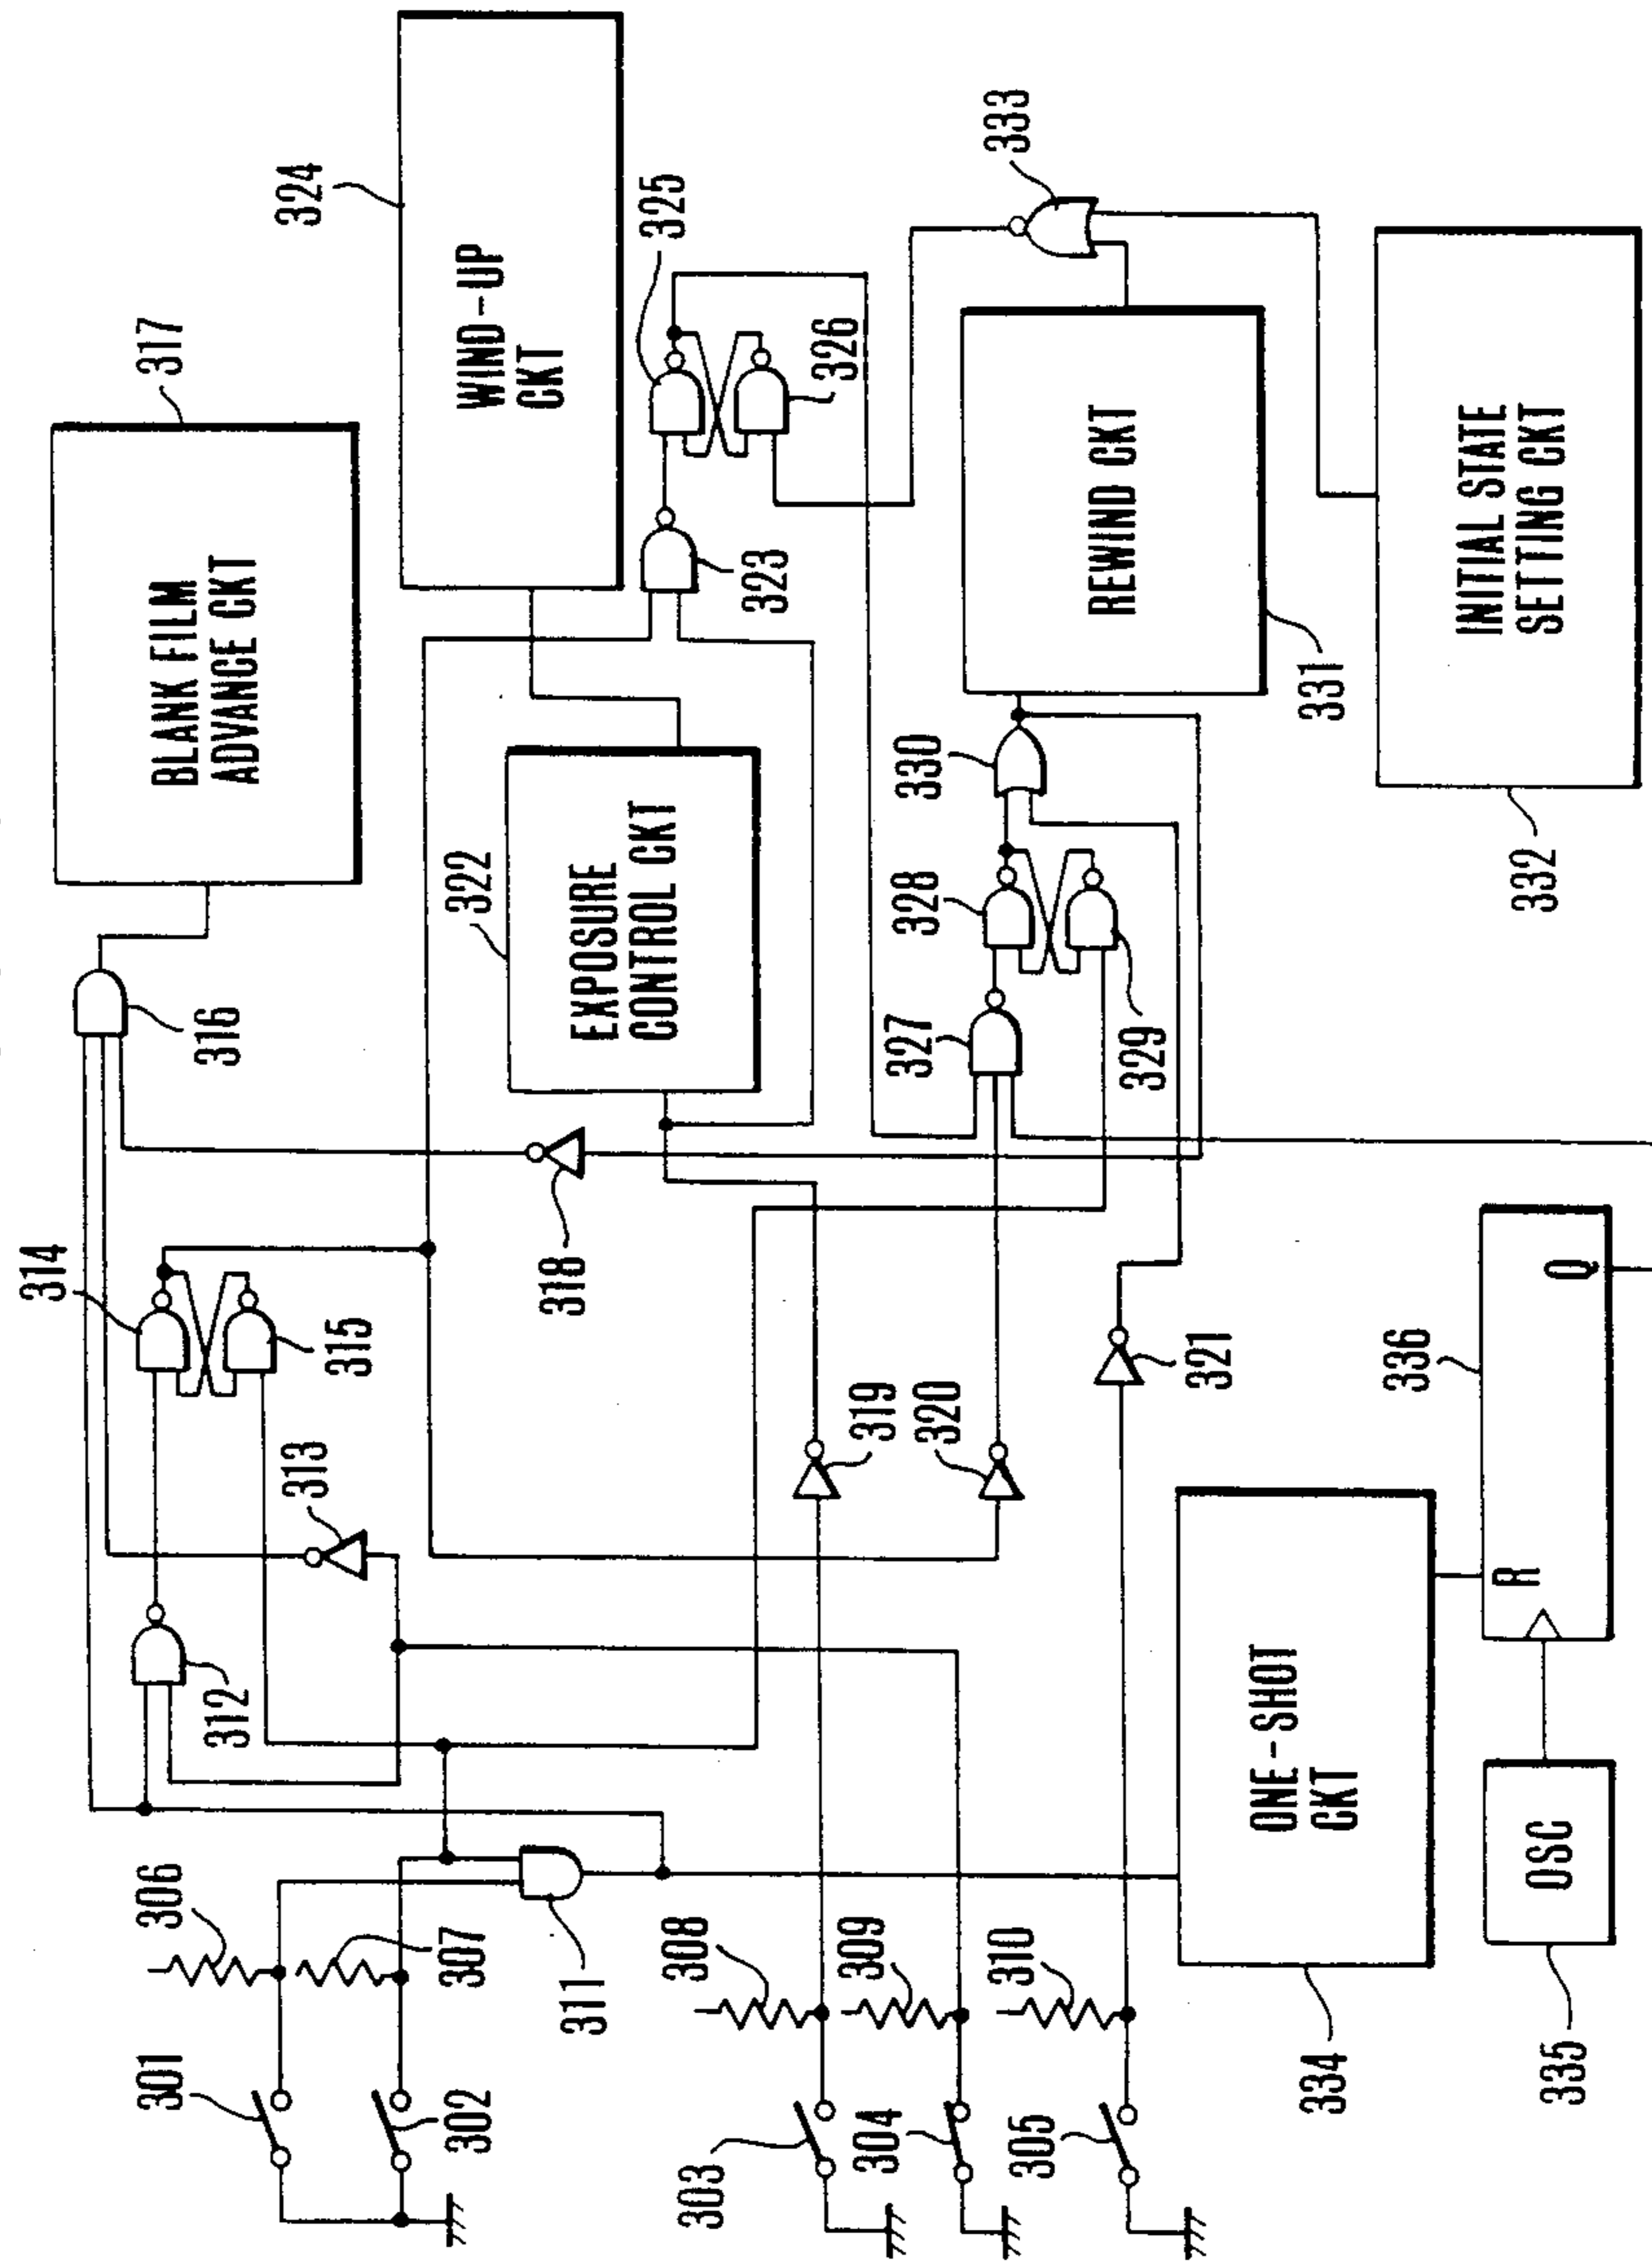 317
BLANK FILM
ADVANCE CKT
316
324
WIND-UP
CKT
325
326
323
322
EXPOSURE
CONTROL CKT
333
REWIND CKT
331
330
328
327
329
INITIAL STATE
SETTING CKT
332
314
315
313
312
318
319
320
321
336
Q
R
ONE-SHOT
CKT
334
OSC
335
306
307
311
301
302
308
309
310
303
304
305